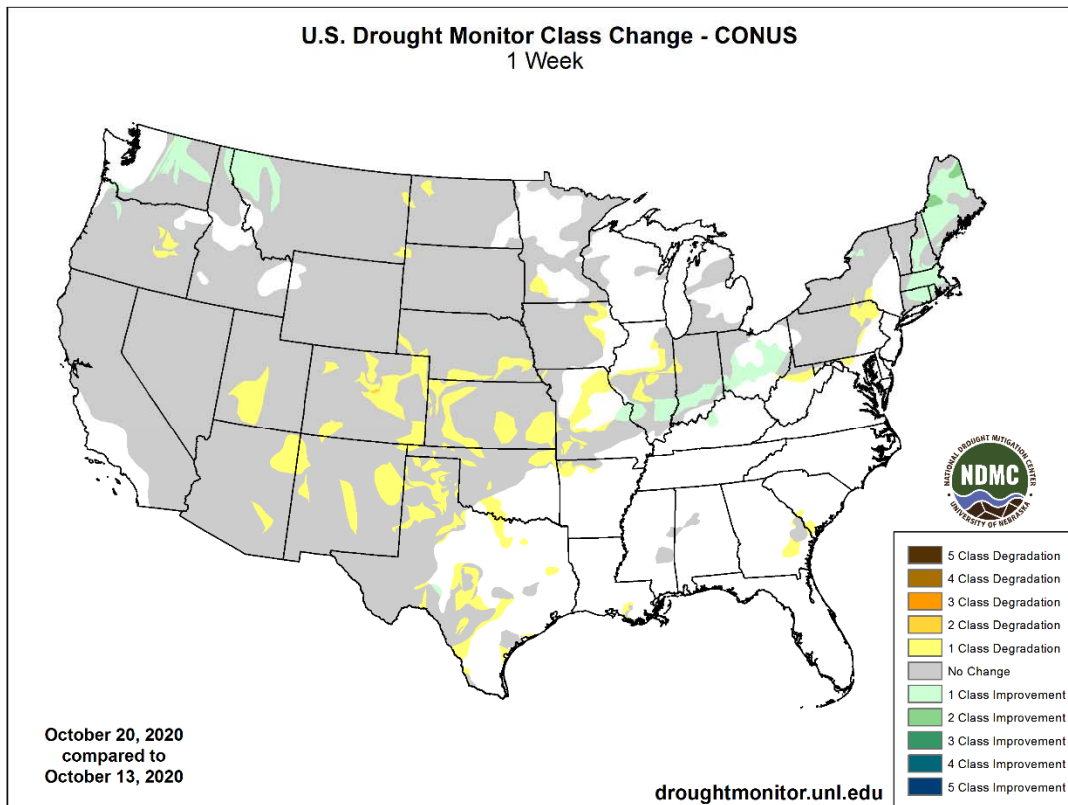 U.S. Drought Monitor Class Change - CONUS
1 Week
NATIONAL DROUGHT MITIGATION CENTER
NDMC
UNIVERSITY OF NEBRASKA
5 Class Degradation
4 Class Degradation
3 Class Degradation
2 Class Degradation
1 Class Degradation
No Change
1 Class Improvement
2 Class Improvement
3 Class Improvement
4 Class Improvement
5 Class Improvement
October 20, 2020
compared to
October 13, 2020
droughtmonitor.unl.edu